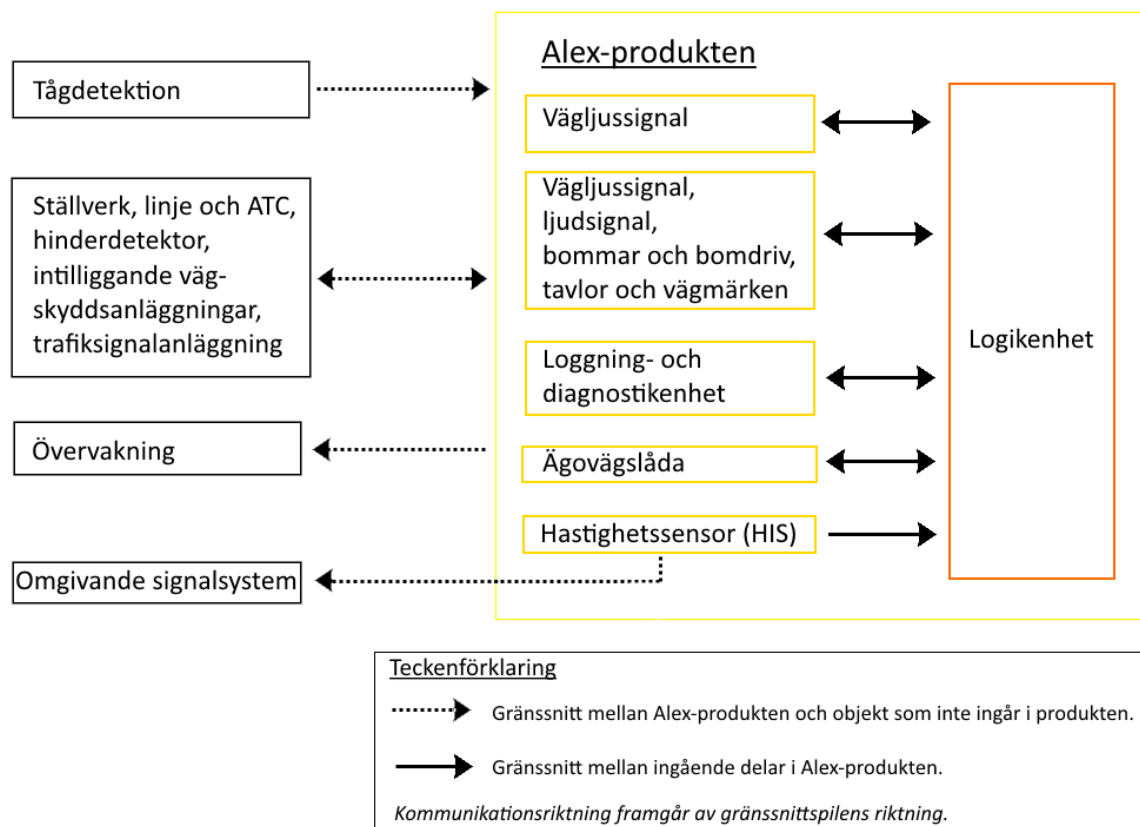 Alex-produkten
Tågdetektion
Ställverk, linje och ATC,
hinderdetektor,
intilliggande väg-
skyddsanläggningar,
trafiksignalanläggning
Övervakning
Omgivande signalsystem
Vägljussignal
Vägljussignal,
ljudsignal,
bommar och bomdriv,
tavlor och vägmärken
Loggning- och
diagnostikenhet
Ägovägslåda
Hastighetssensor (HIS)
Logikenhet
Teckenförklaring
Gränssnitt mellan Alex-produkten och objekt som inte ingår i produkten.
Gränssnitt mellan ingående delar i Alex-produkten.
Kommunikationsriktning framgår av gränssnittspilens riktning.